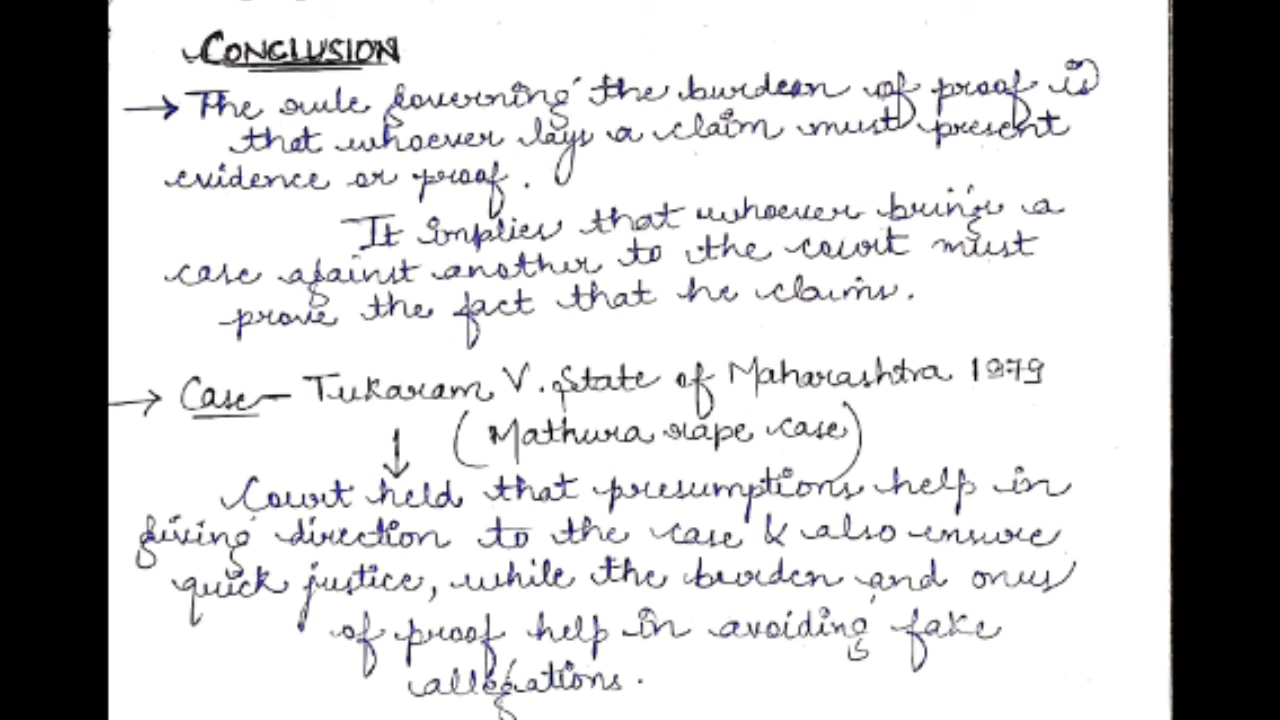 CONCLUSION
→ The rule governing the burdeen of proof is
that whoever lays a claim must present
evidence or proof.
It implies that whoever brings a
case against another to the court must
prove the fact that he claims.
→ Case - Tukaram V. State of Maharashtra 1979
(Mathura rape case)
↓
Court held that presumptions help in
giving direction to the case & also ensure
quick justice, while the burden and onus
of proof help in avoiding fake
allegations.